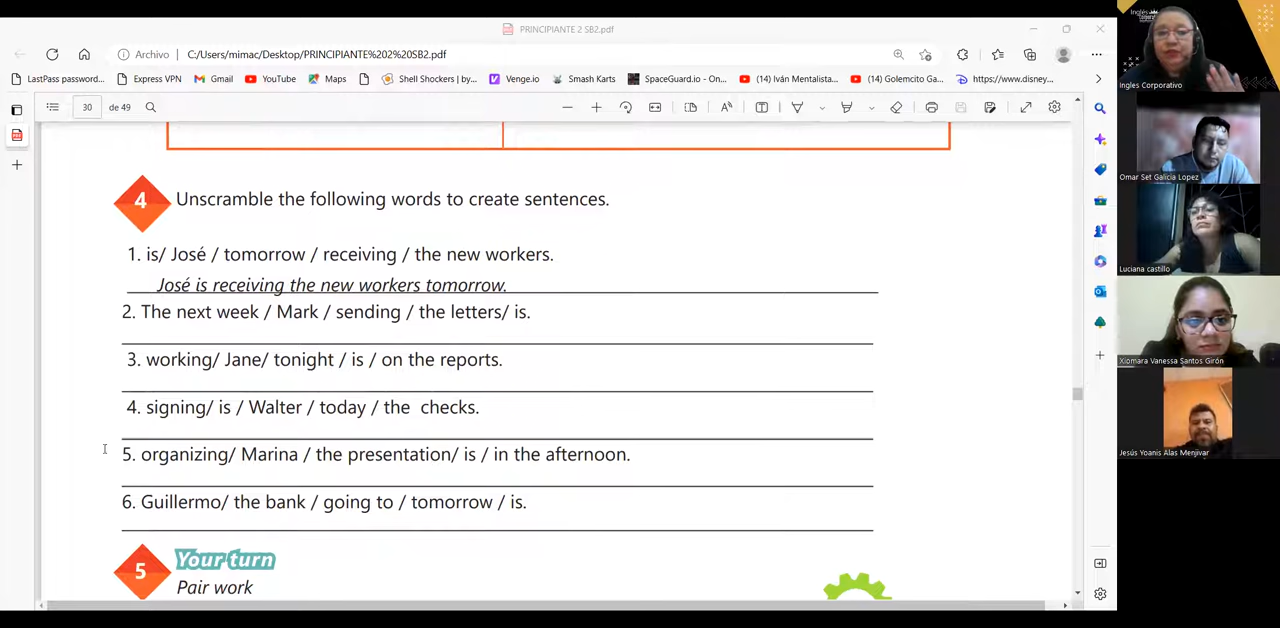 PRINCIPIANTE 2 SB2.pdf
Archivo C:/Users/mimac/Desktop/PRINCIPIANTE%202%20SB2.pdf
LastPass password... Express VPN Gmail YouTube Maps Shell Shockers | by... Venge.io Smash Karts SpaceGuard.io - On... (14) Iván Mentalista... (14) Golemcito Ga... https://www.disney...
30 de 49
4 Unscramble the following words to create sentences.
1. is/ José / tomorrow / receiving / the new workers.
José is receiving the new workers tomorrow.
2. The next week / Mark / sending / the letters/ is.
3. working/ Jane/ tonight / is / on the reports.
4. signing/ is / Walter / today / the checks.
5. organizing/ Marina / the presentation/ is / in the afternoon.
6. Guillermo/ the bank / going to / tomorrow / is.
5 Your turn
Pair work
Inglés
Ingles Corporativo
Omar Set Galicia Lopez
Luciana castillo
Xiomara Vanessa Santos Girón
Jesús Yoanis Alas Menjivar